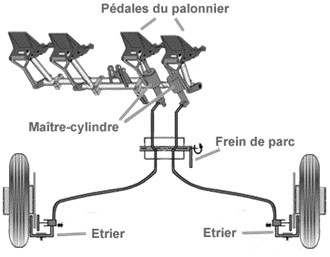 Pédales du palonnier
Maître-cylindre
Frein de parc
Etrier
Etrier